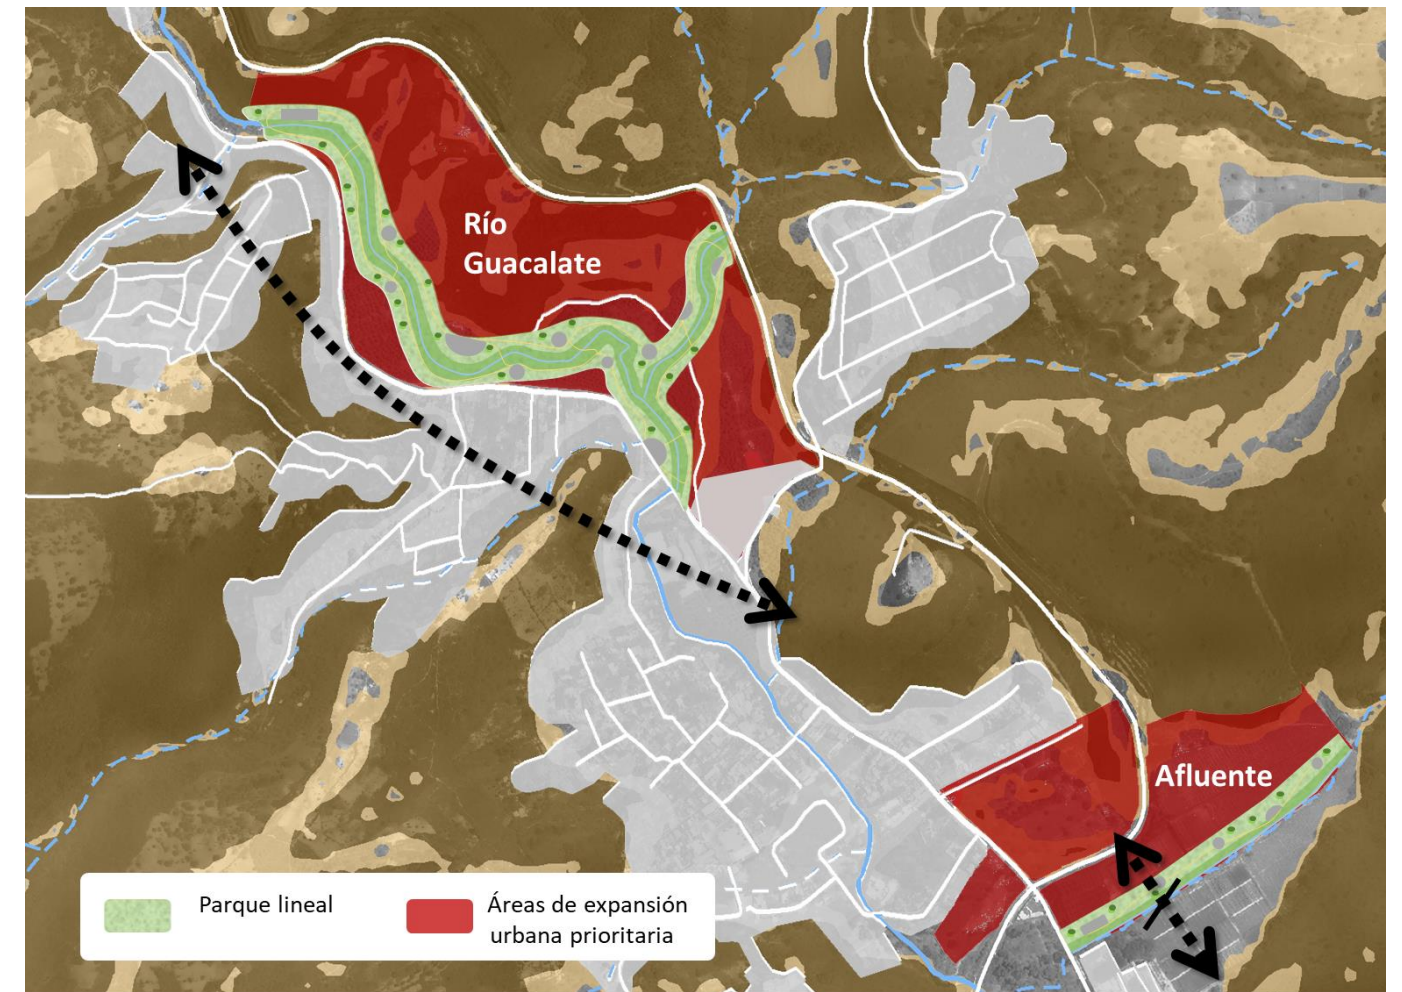 Río
Guacalate
Afluente
Parque lineal
Áreas de expansión
urbana prioritaria